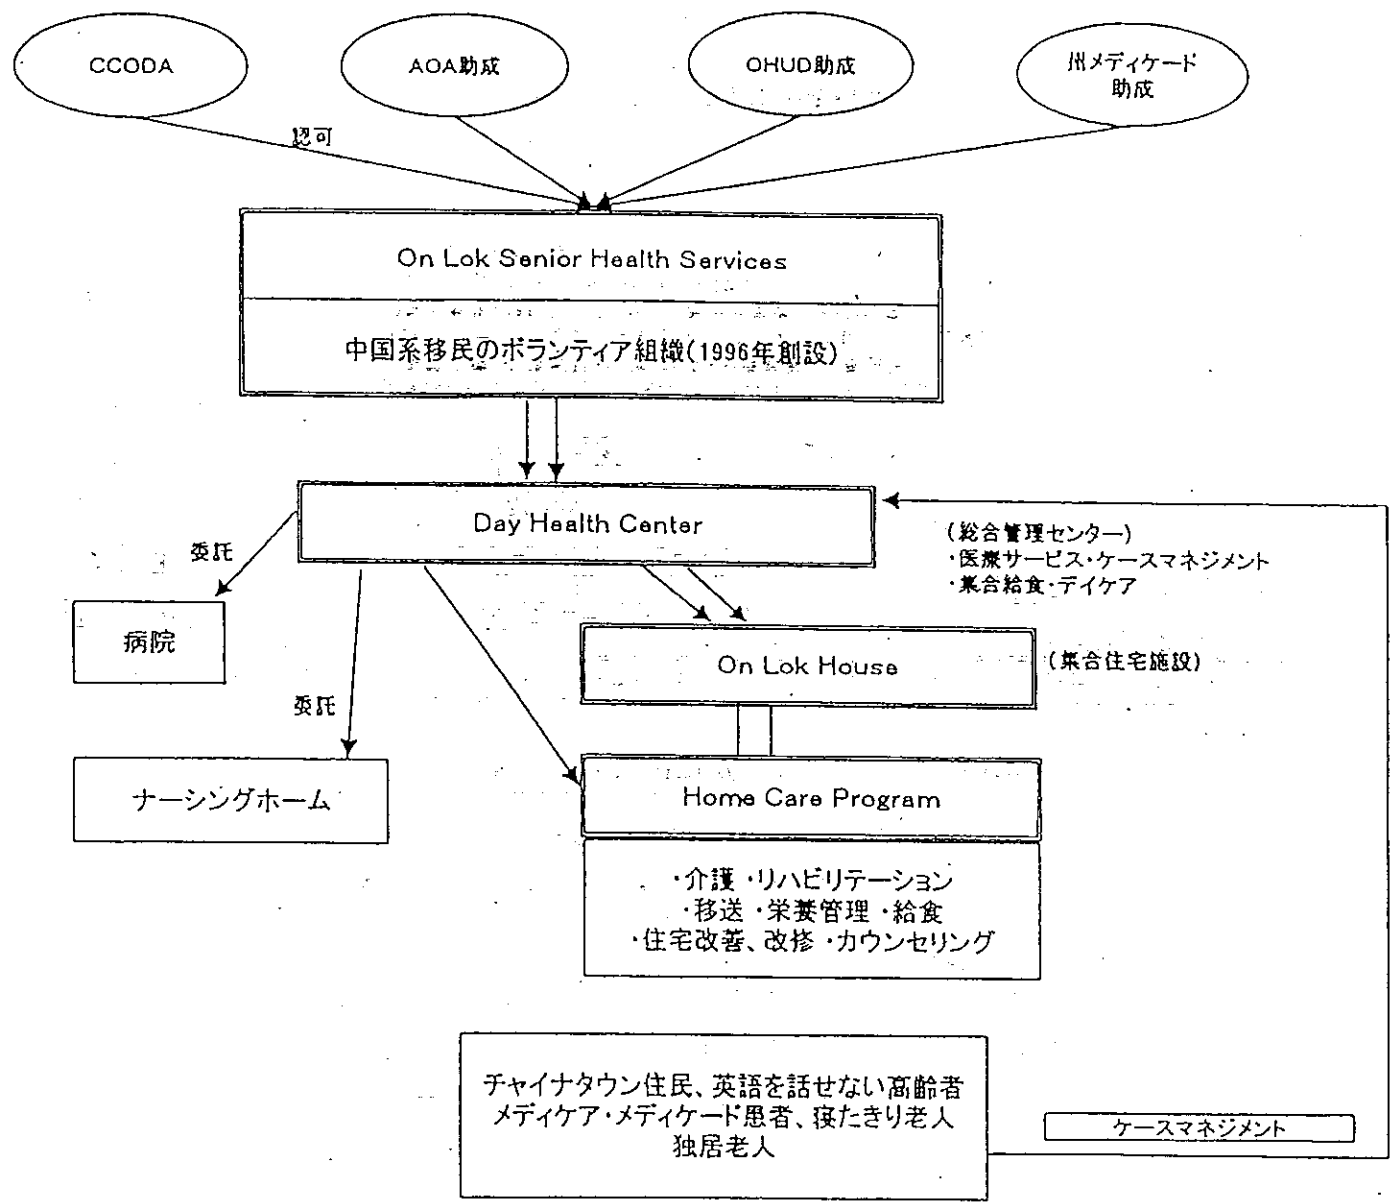 CCODA
AOA助成
OHUD助成
州メディケード
助成
認可
On Lok Senior Health Services
中国系移民のボランティア組織(1996年創設)
Day Health Center
(総合管理センター)
・医療サービス・ケースマネジメント
・集合給食・デイケア
委託
病院
On Lok House
(集合住宅施設)
委託
ナーシングホーム
Home Care Program
・介護 ・リハビリテーション
・移送 ・栄養管理 ・給食
・住宅改善、改修 ・カウンセリング
チャイナタウン住民、英語を話せない高齢者
メディケア・メディケード患者、寝たきり老人
独居老人
ケースマネジメント